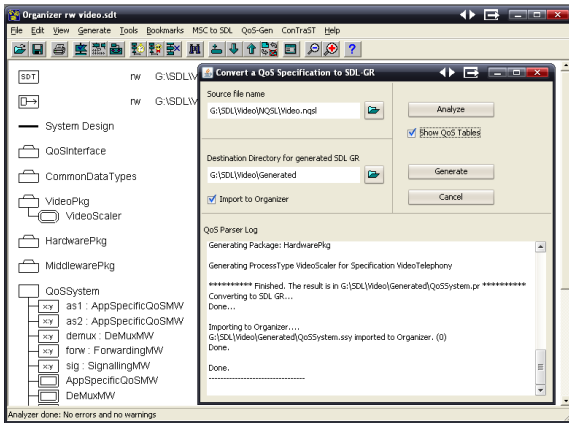 Organizer rw video.sdt
File Edit View Generate Tools Bookmarks MSC to SDL QoS-Gen ConTraST Help
SDT rw G:\SDL\V
rw G:\SDL\V
System Design
QoSInterface
CommonDataTypes
VideoPkg
VideoScaler
HardwarePkg
MiddlewarePkg
QoSSystem
x:y as1 : AppSpecificQoSMW
x:y as2 : AppSpecificQoSMW
x:y demux : DeMuxMW
x:y forw : ForwardingMW
x:y sig : SignallingMW
AppSpecificQoSMW
DeMuxMW
Analyzer done: No errors and no warnings
Convert a QoS Specification to SDL-GR
Source file name
G:\SDL\Video\NQSL\Video.nqsl
Analyze
Show QoS Tables
Destination Directory for generated SDL GR
G:\SDL\Video\Generated
Generate
Import to Organizer
Cancel
QoS Parser Log
Generating Package: HardwarePkg
Generating ProcessType VideoScaler for Specification VideoTelephony
********** Finished. The result is in G:\SDL\Video\Generated\QoSSystem.pr **********
Converting to SDL GR...
Done...
Importing to Organizer....
G:\SDL\Video\Generated\QoSSystem.ssy imported to Organizer. (0)
Done.
Done.
--------------------------------